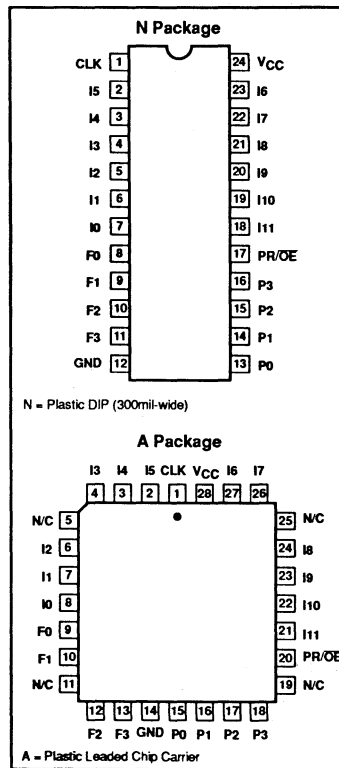 N Package
CLK 1 24 VCC
I5 2 23 I6
I4 3 22 I7
I3 4 21 I8
I2 5 20 I9
I1 6 19 I10
I0 7 18 I11
F0 8 17 PR/OE
F1 9 16 P3
F2 10 15 P2
F3 11 14 P1
GND 12 13 P0
N = Plastic DIP (300mil-wide)
A Package
I3 I4 I5 CLK VCC I6 I7
4 3 2 1 28 27 26
N/C 5 25 N/C
I2 6 24 I8
I1 7 23 I9
I0 8 22 I10
F0 9 21 I11
F1 10 20 PR/OE
N/C 11 19 N/C
12 13 14 15 16 17 18
F2 F3 GND P0 P1 P2 P3
A = Plastic Leaded Chip Carrier